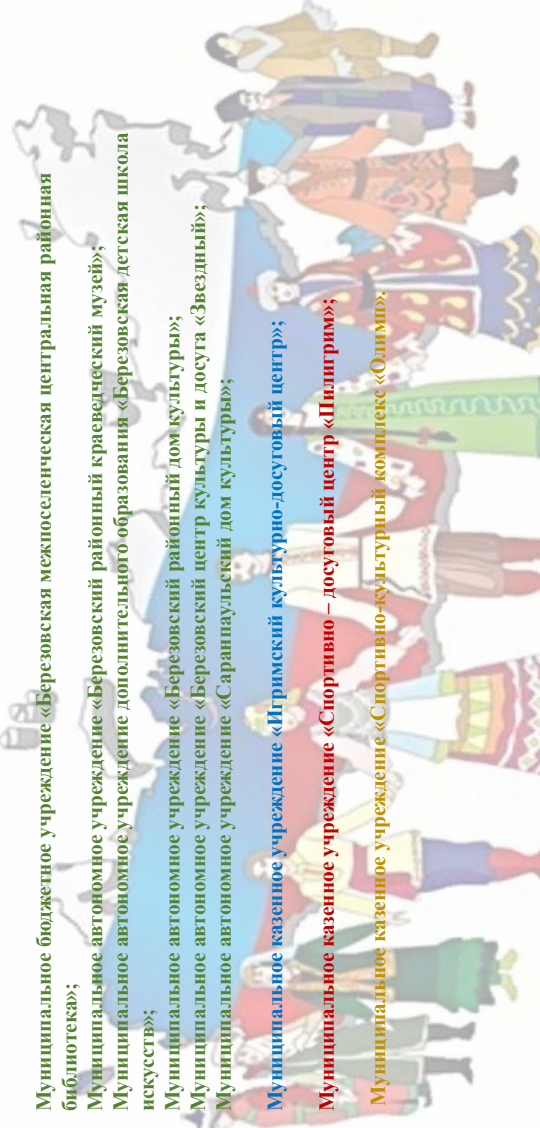 Муниципальное бюджетное учреждение «Березовская межпоселенческая центральная районная
библиотека»;
Муниципальное автономное учреждение «Березовский районный краеведческий музей»;
Муниципальное автономное учреждение дополнительного образования «Березовская детская школа
искусств»;
Муниципальное автономное учреждение «Березовский районный дом культуры»;
Муниципальное автономное учреждение «Березовский центр культуры и досуга «Звездный»;
Муниципальное автономное учреждение «Саранпаульский дом культуры»;
Муниципальное казенное учреждение «Игримский культурно-досуговый центр»;
Муниципальное казенное учреждение «Спортивно – досуговый центр «Пилигрим»;
Муниципальное казенное учреждение «Спортивно-культурный комплекс «Олимп».